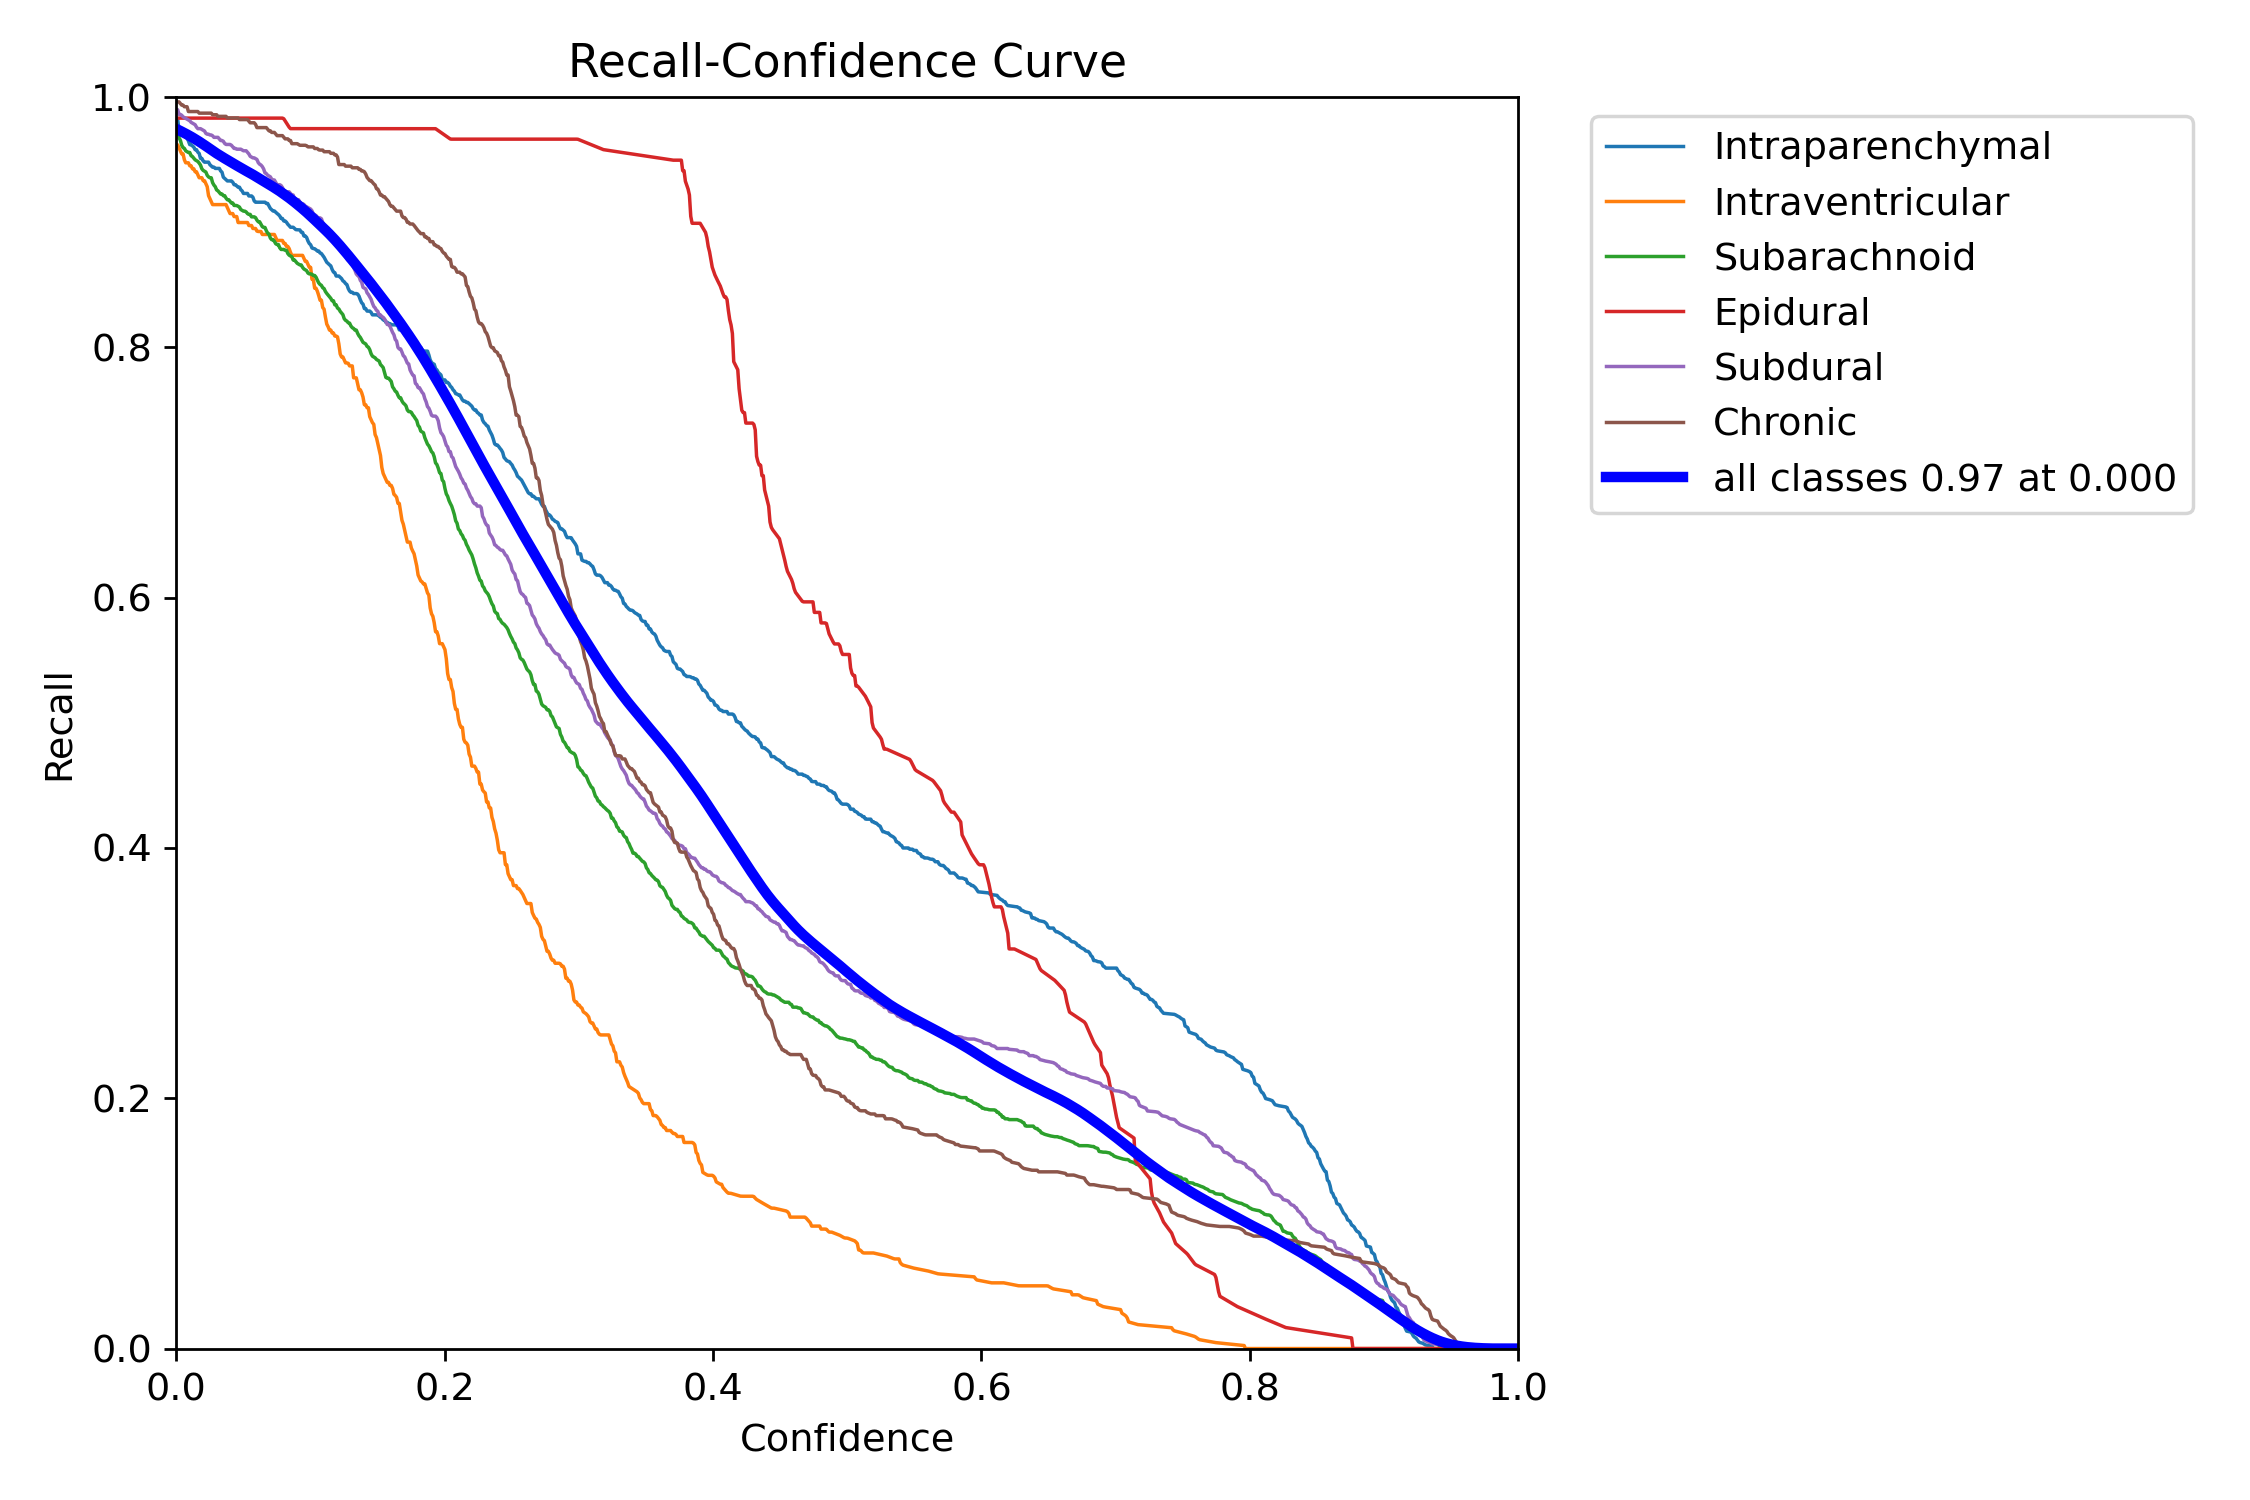 Recall-Confidence Curve
1.0
0.8
0.6
0.4
0.2
0.0
Recall
0.0 0.2 0.4 0.6 0.8 1.0
Confidence
Intraparenchymal
Intraventricular
Subarachnoid
Epidural
Subdural
Chronic
all classes 0.97 at 0.000